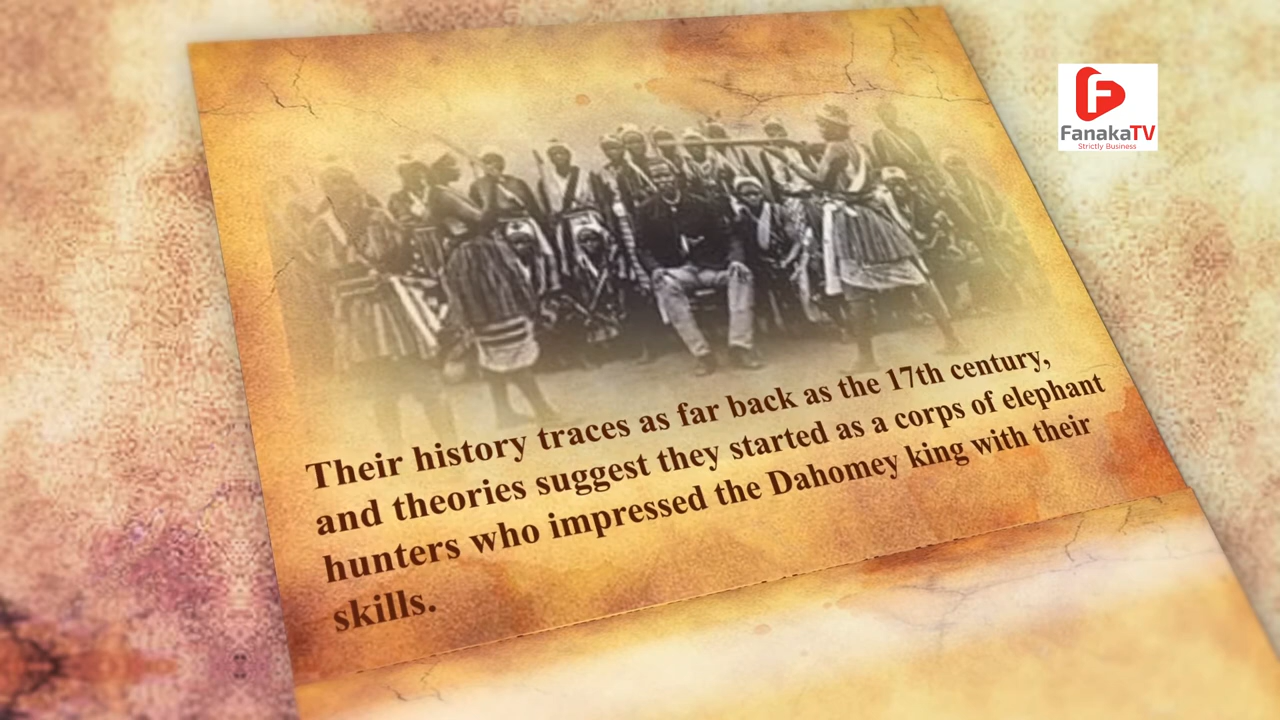 FanakaTV
Strictly Business
Their history traces as far back as the 17th century,
and theories suggest they started as a corps of elephant
hunters who impressed the Dahomey king with their
skills.